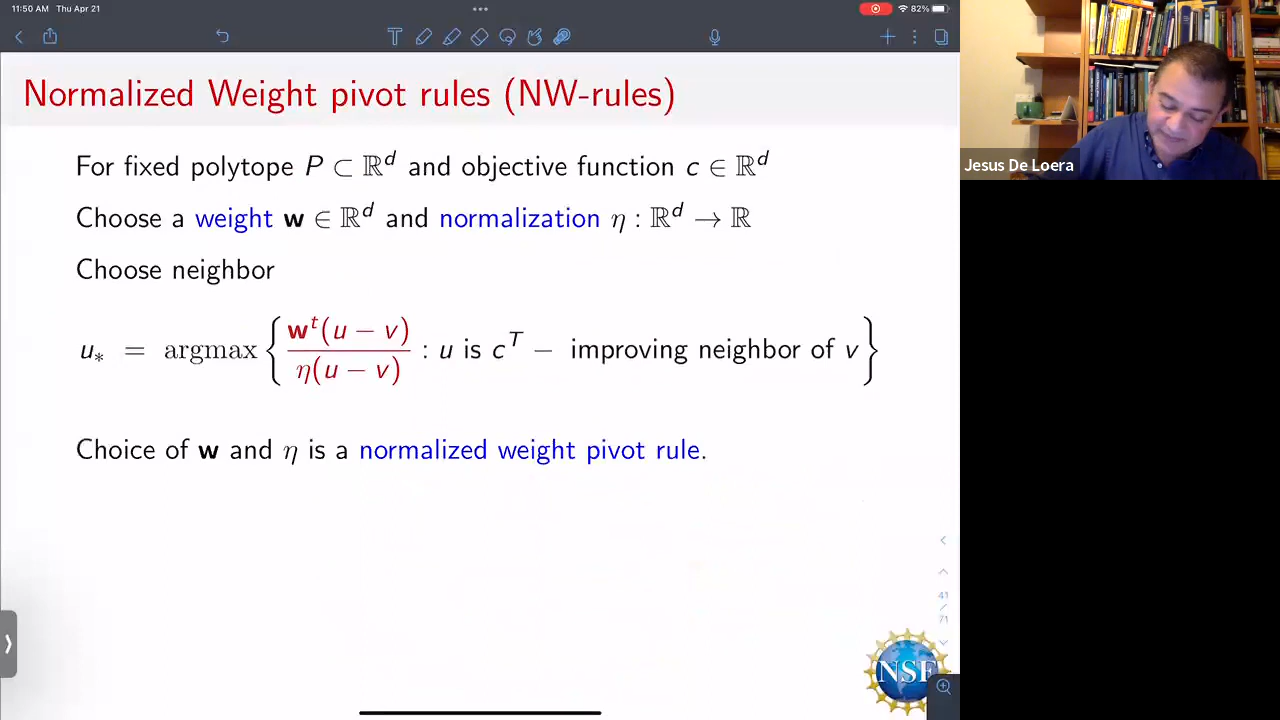 11:50 AM Thu Apr 21
82%
Normalized Weight pivot rules (NW-rules)
Jesus De Loera
For fixed polytope P ⊂ ℝ^d and objective function c ∈ ℝ^d
Choose a weight w ∈ ℝ^d and normalization η : ℝ^d → ℝ
Choose neighbor
u_* = argmax { w^t(u − v) / η(u − v) : u is c^T − improving neighbor of v }
Choice of w and η is a normalized weight pivot rule.
41
/
71
NSF